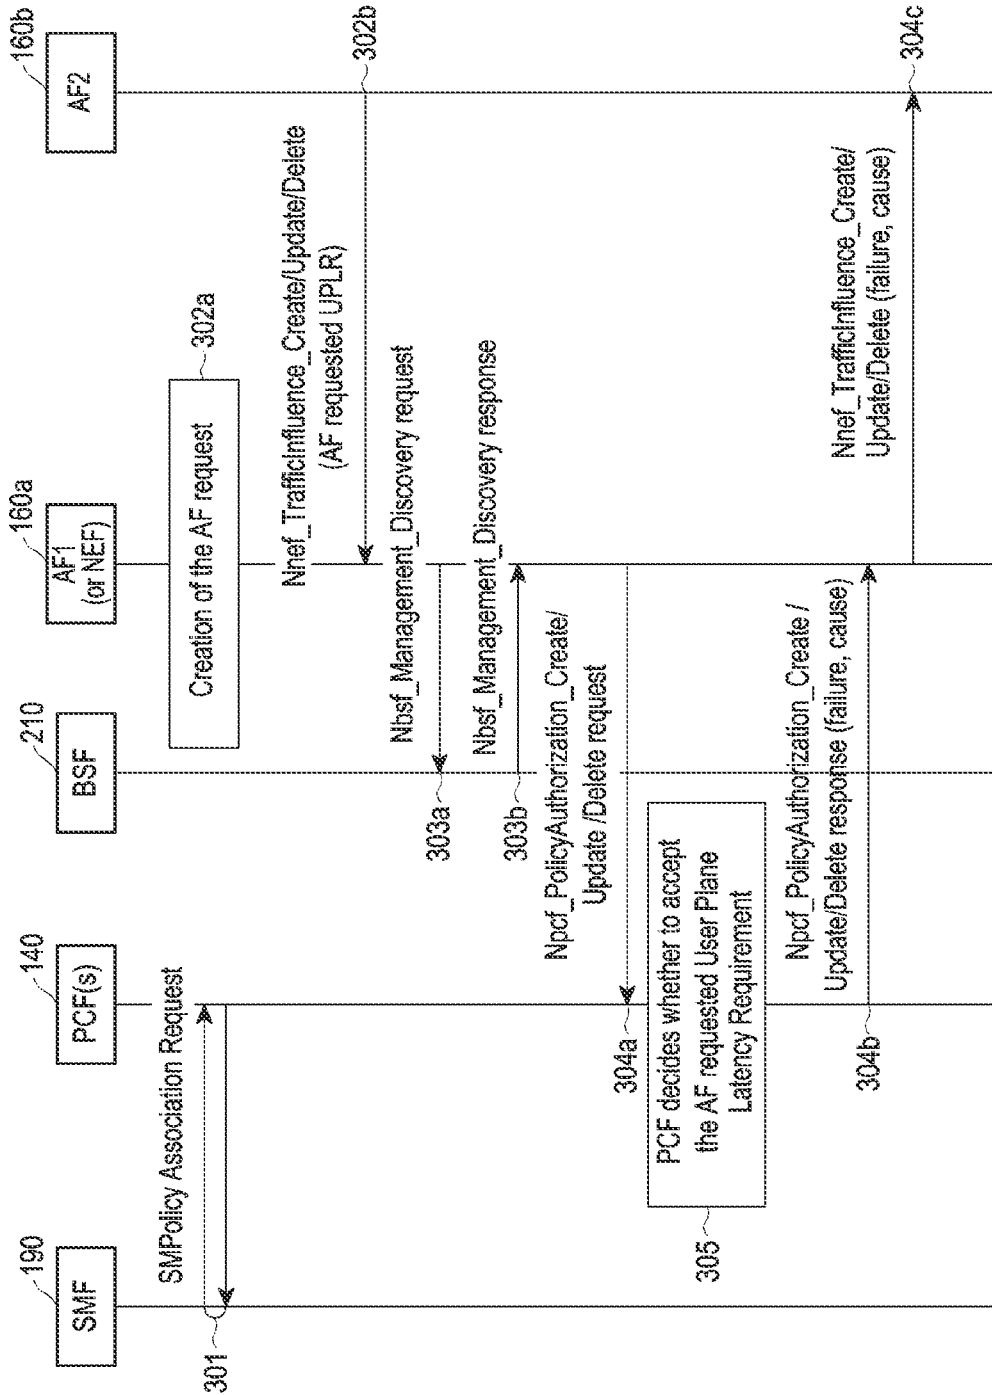 190
SMF
140
PCF(s)
210
BSF
160a
AF1
(or NEF)
160b
AF2
SMPolicy Association Request
301
Creation of the AF request
302a
Nnef_TrafficInfluence_Create/Update/Delete
(AF requested UPLR)
302b
Nbsf_Management_Discovery request
303a
Nbsf_Management_Discovery response
303b
Npcf_PolicyAuthorization_Create/
Update /Delete request
304a
PCF decides whether to accept
the AF requested User Plane
Latency Requirement
305
Npcf_PolicyAuthorization_Create /
Update/Delete response (failure, cause)
304b
Nnef_TrafficInfluence_Create/
Update/Delete (failure, cause)
304c